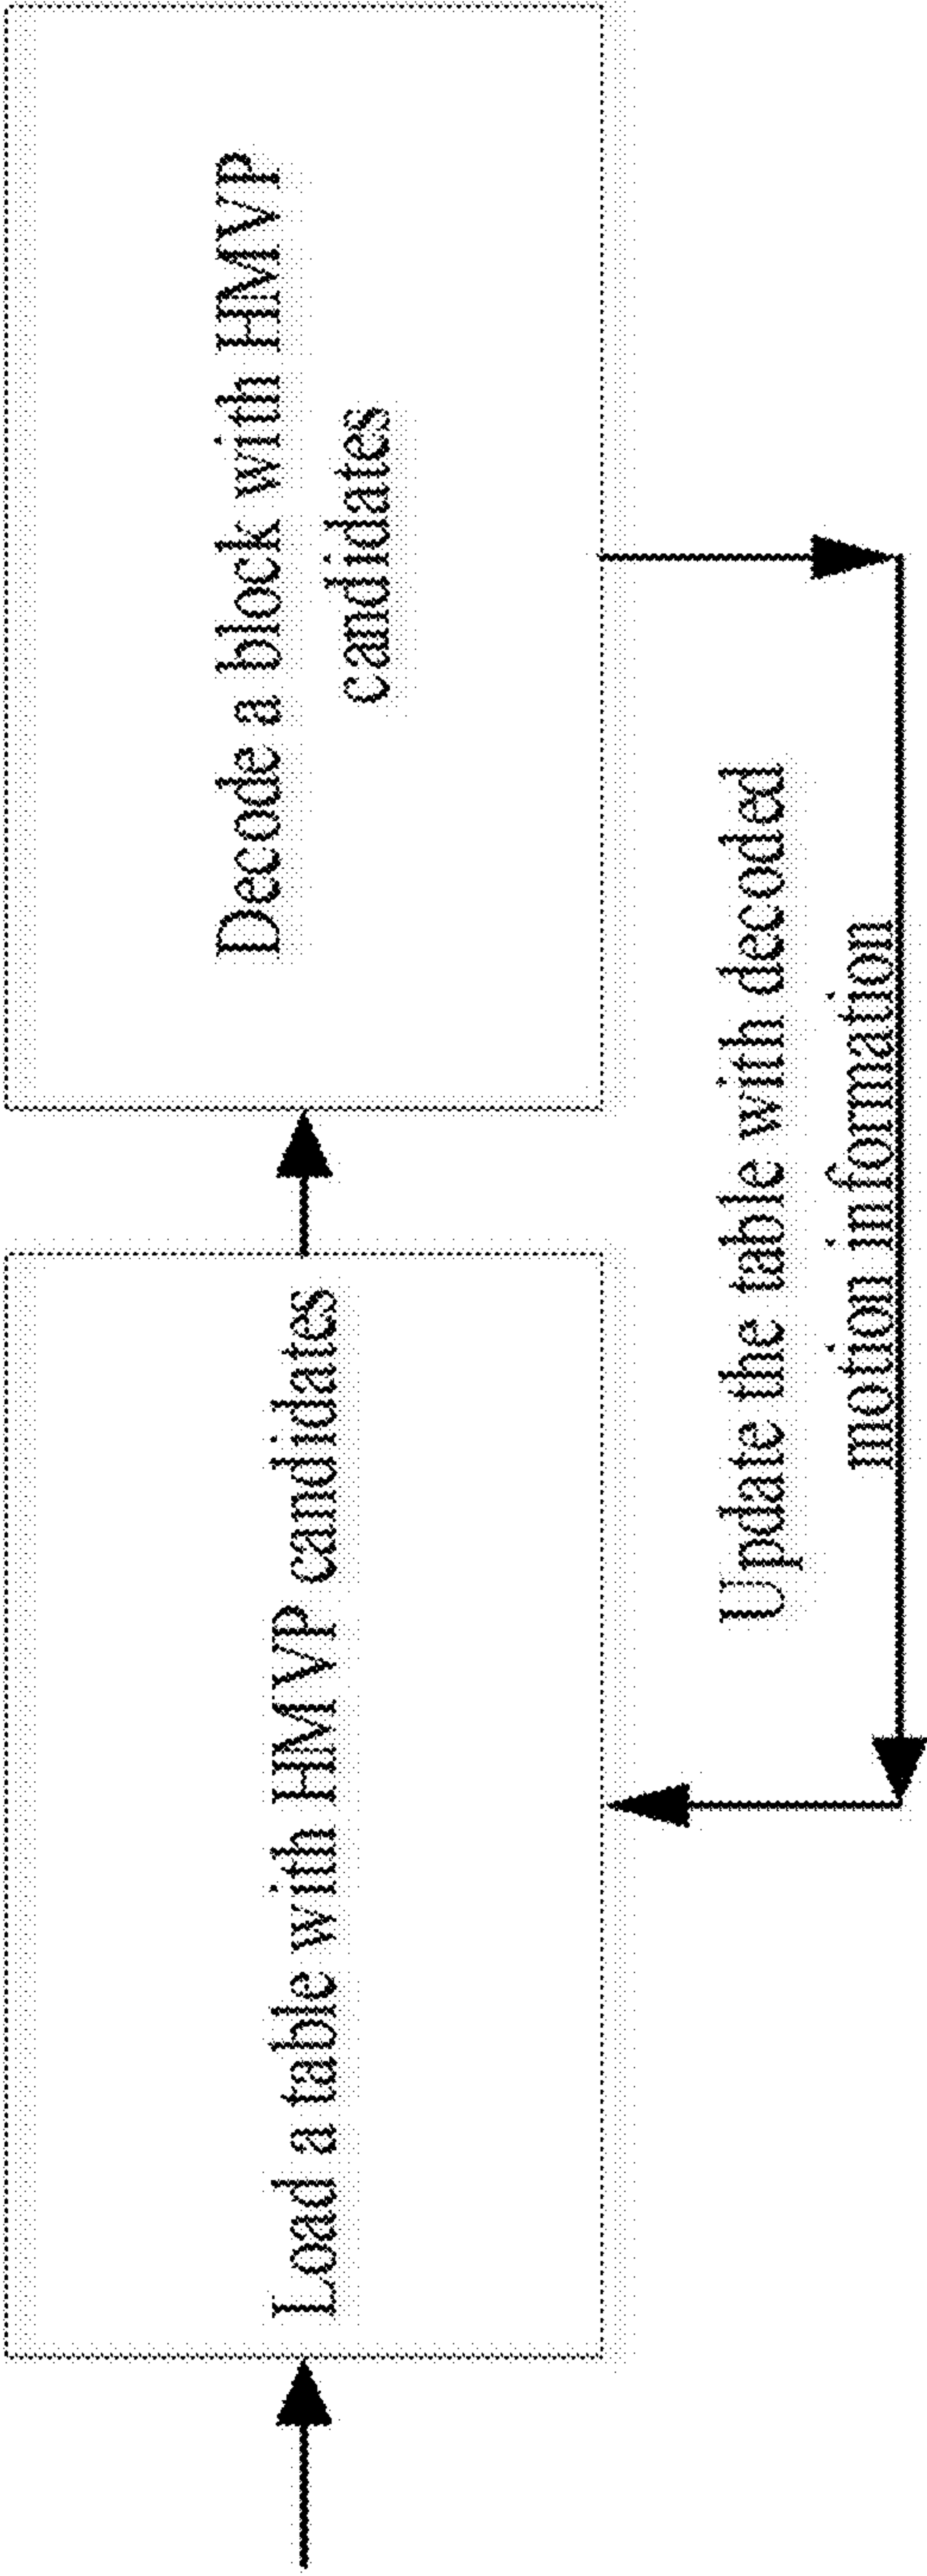 Load a table with HMVP candidates
Decode a block with HMVP
candidates
Update the table with decoded
motion information